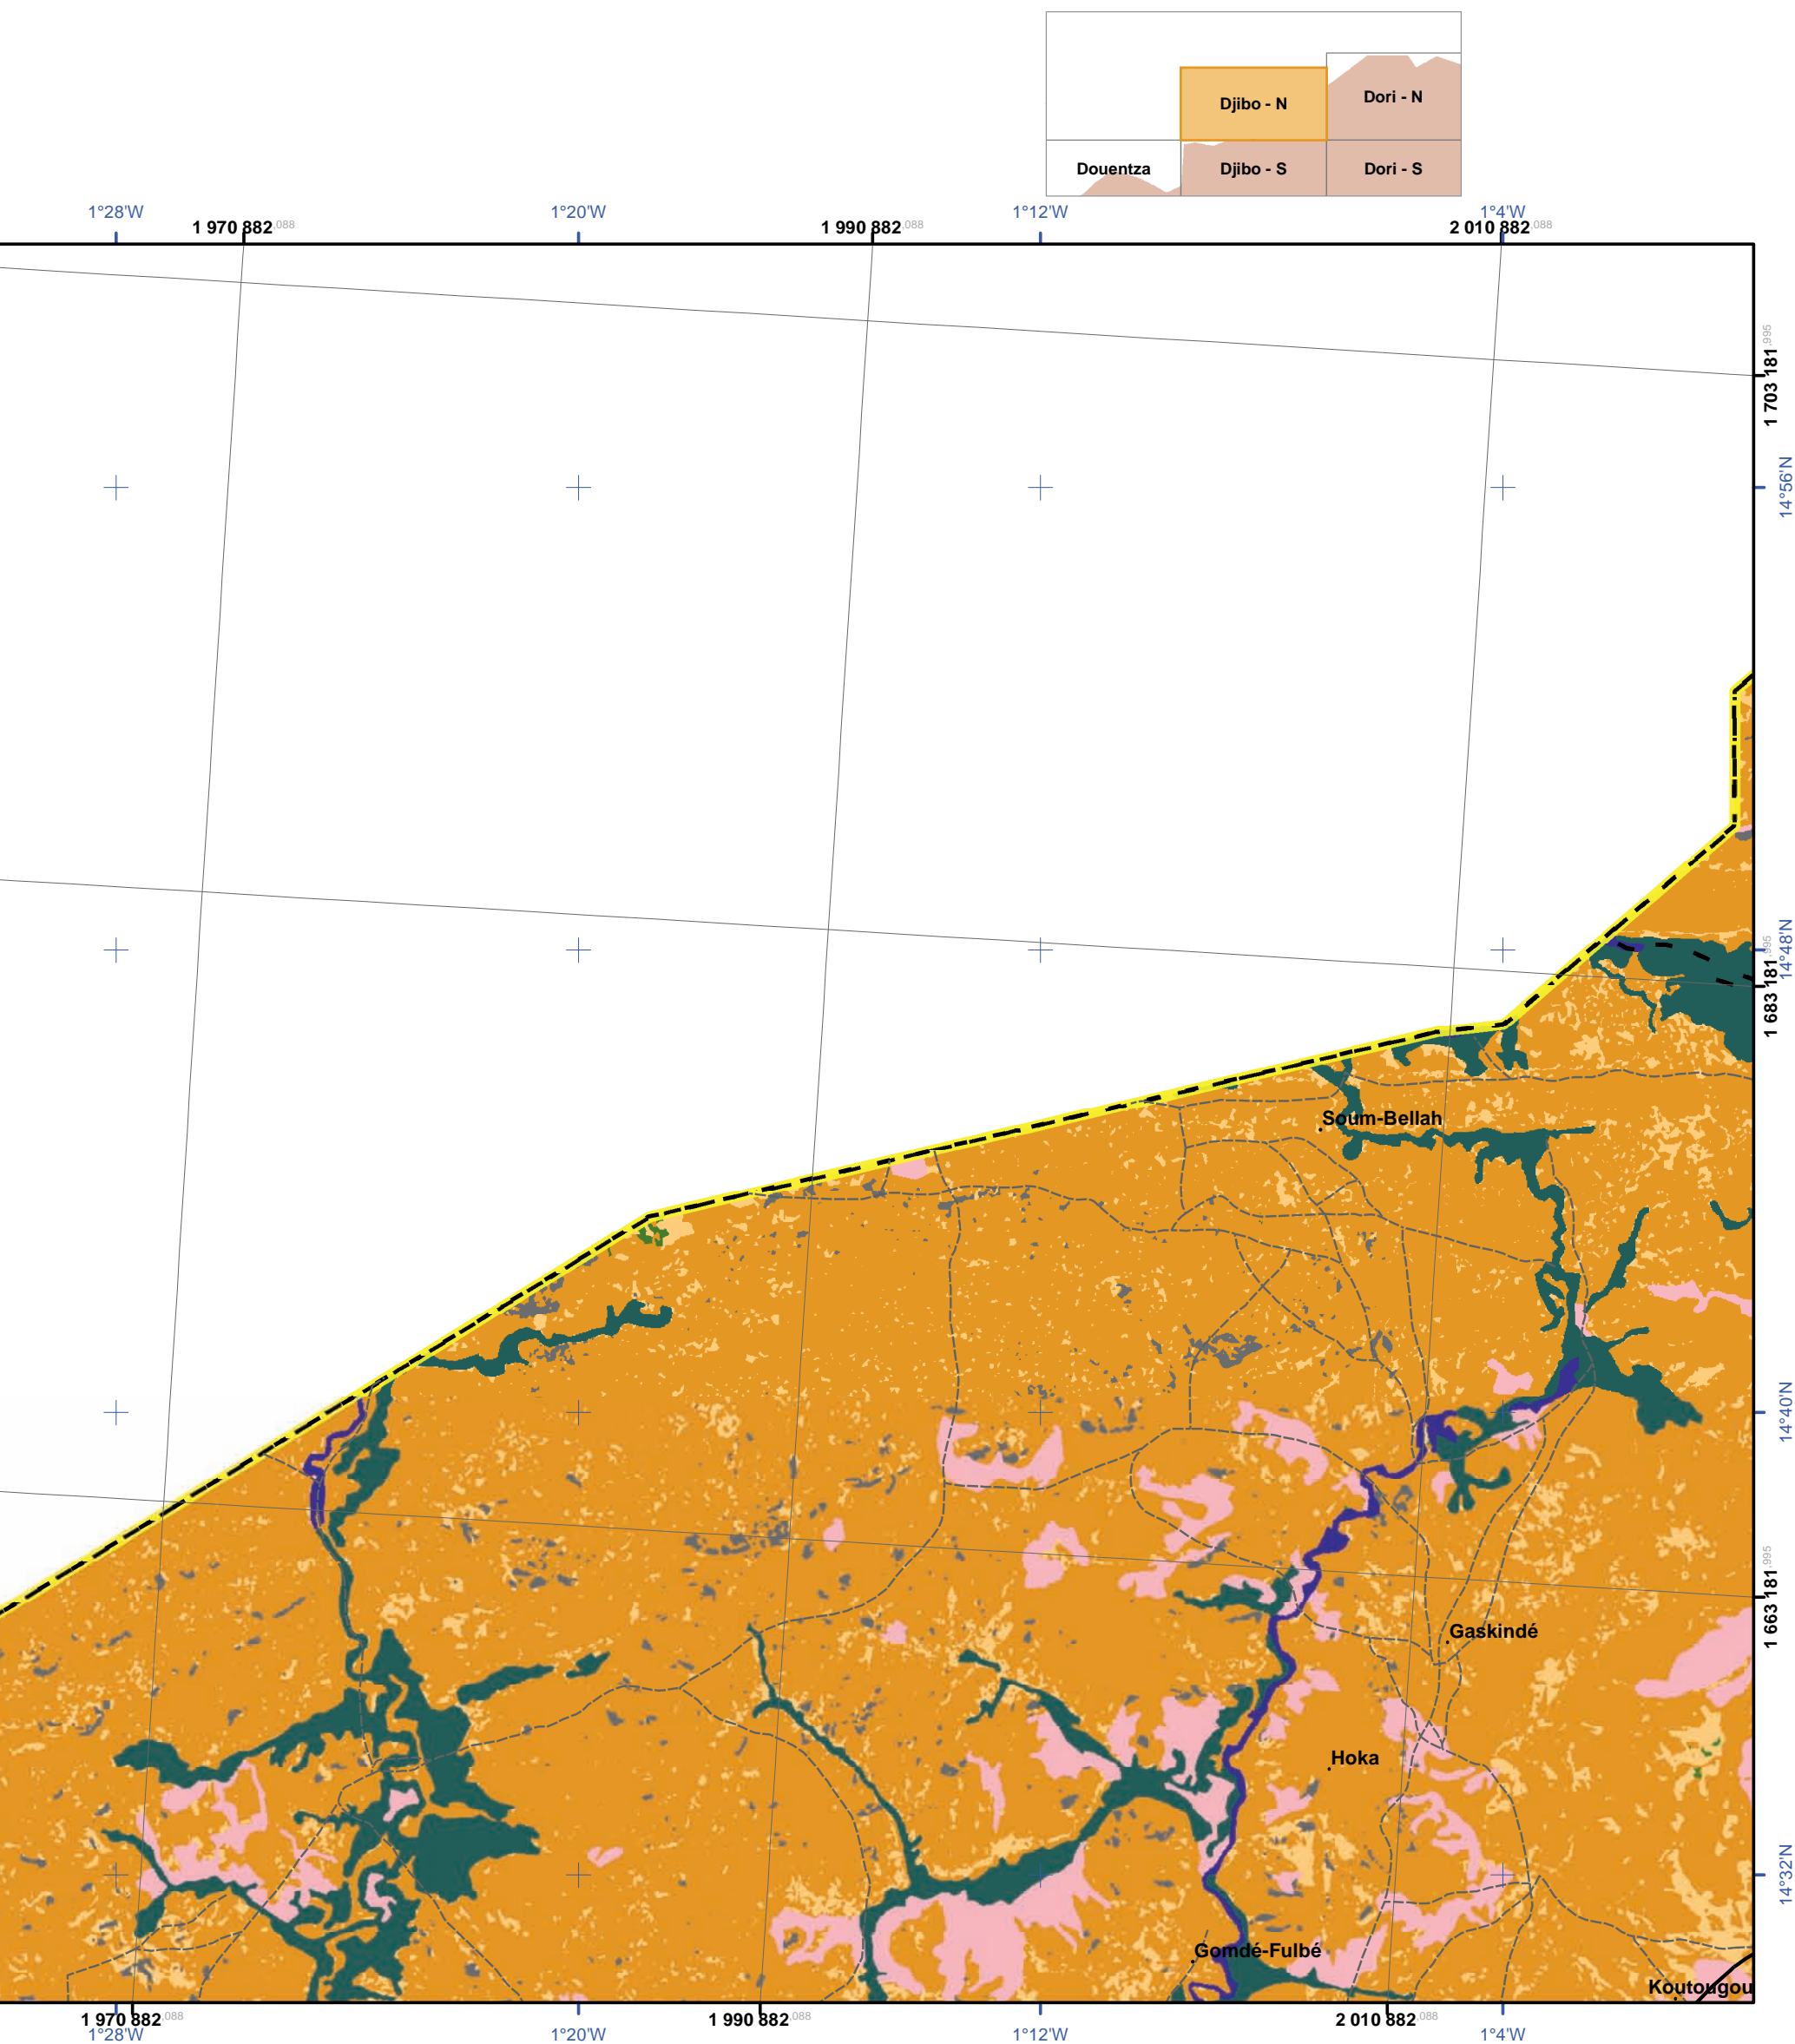 Djibo - N
Dori - N
Douentza
Djibo - S
Dori - S
1°28'W
1°20'W
1°12'W
1°4'W
1 970 882.088
1 990 882.088
2 010 882.088
1 703 181.995
14°56'N
14°48'N
1 683 181.995
Soum-Bellah
14°40'N
1 663 181.995
Gaskindé
Hoka
14°32'N
Gomdé-Fulbé
Koutougou
1 970 882.088
1 990 882.088
2 010 882.088
1°28'W
1°20'W
1°12'W
1°4'W